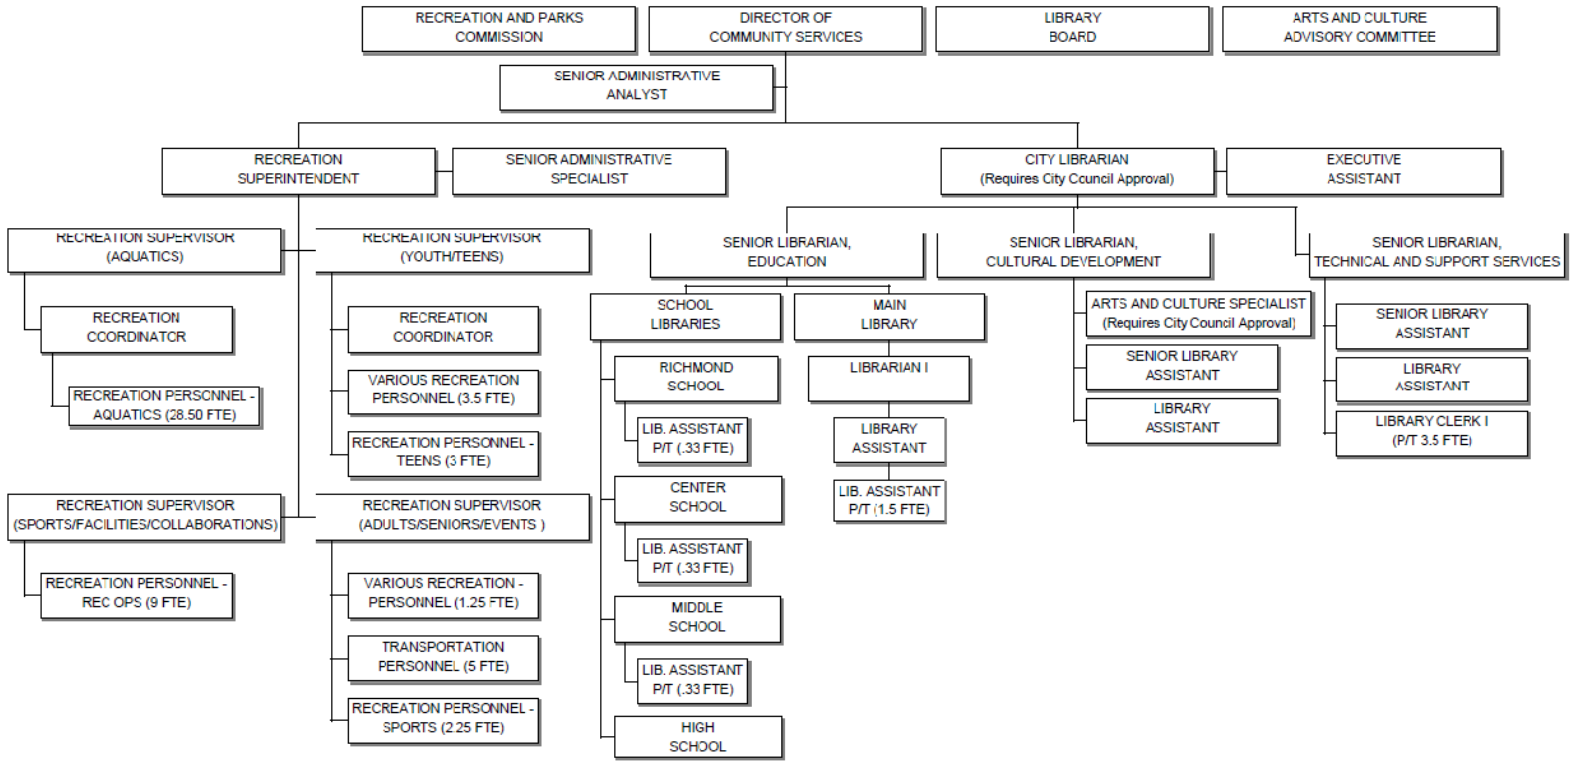 RECREATION AND PARKS
COMMISSION
DIRECTOR OF
COMMUNITY SERVICES
LIBRARY
BOARD
ARTS AND CULTURE
ADVISORY COMMITTEE
SENIOR ADMINISTRATIVE
ANALYST
RECREATION
SUPERINTENDENT
SENIOR ADMINISTRATIVE
SPECIALIST
CITY LIBRARIAN
(Requires City Council Approval)
EXECUTIVE
ASSISTANT
RECREATION SUPERVISOR
(AQUATICS)
RECREATION SUPERVISOR
(YOUTH/TEENS)
SENIOR LIBRARIAN,
EDUCATION
SENIOR LIBRARIAN,
CULTURAL DEVELOPMENT
SENIOR LIBRARIAN,
TECHNICAL AND SUPPORT SERVICES
RECREATION
COORDINATOR
RECREATION PERSONNEL -
AQUATICS (28.50 FTE)
RECREATION
COORDINATOR
VARIOUS RECREATION
PERSONNEL (3.5 FTE)
RECREATION PERSONNEL -
TEENS (3 FTE)
SCHOOL
LIBRARIES
RICHMOND
SCHOOL
LIB. ASSISTANT
P/T (.33 FTE)
CENTER
SCHOOL
LIB. ASSISTANT
P/T (.33 FTE)
MIDDLE
SCHOOL
LIB. ASSISTANT
P/T (.33 FTE)
HIGH
SCHOOL
MAIN
LIBRARY
LIBRARIAN I
LIBRARY
ASSISTANT
LIB. ASSISTANT
P/T (1.5 FTE)
ARTS AND CULTURE SPECIALIST
(Requires City Council Approval)
SENIOR LIBRARY
ASSISTANT
LIBRARY
ASSISTANT
SENIOR LIBRARY
ASSISTANT
LIBRARY
ASSISTANT
LIBRARY CLERK I
(P/T 3.5 FTE)
RECREATION SUPERVISOR
(SPORTS/FACILITIES/COLLABORATIONS)
RECREATION PERSONNEL -
REC OPS (9 FTE)
RECREATION SUPERVISOR
(ADULTS/SENIORS/EVENTS )
VARIOUS RECREATION -
PERSONNEL (1.25 FTE)
TRANSPORTATION
PERSONNEL (5 FTE)
RECREATION PERSONNEL -
SPORTS (2.25 FTE)